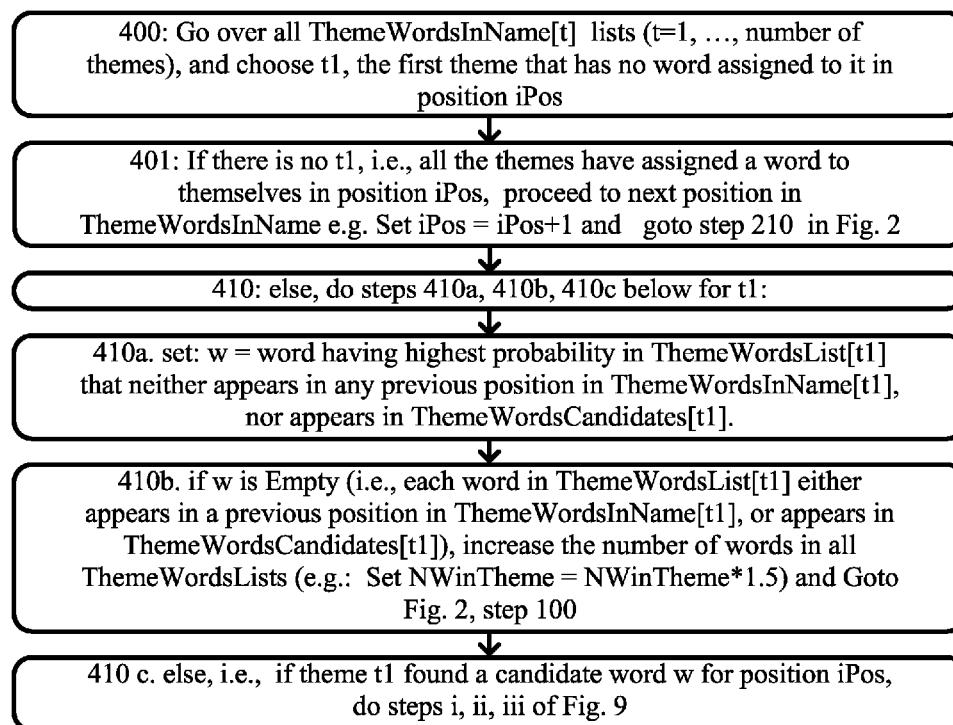 400: Go over all ThemeWordsInName[t] lists (t=1, …, number of
themes), and choose t1, the first theme that has no word assigned to it in
position iPos
401: If there is no t1, i.e., all the themes have assigned a word to
themselves in position iPos, proceed to next position in
ThemeWordsInName e.g. Set iPos = iPos+1 and goto step 210 in Fig. 2
410: else, do steps 410a, 410b, 410c below for t1:
410a. set: w = word having highest probability in ThemeWordsList[t1]
that neither appears in any previous position in ThemeWordsInName[t1],
nor appears in ThemeWordsCandidates[t1].
410b. if w is Empty (i.e., each word in ThemeWordsList[t1] either
appears in a previous position in ThemeWordsInName[t1], or appears in
ThemeWordsCandidates[t1]), increase the number of words in all
ThemeWordsLists (e.g.: Set NWinTheme = NWinTheme*1.5) and Goto
Fig. 2, step 100
410 c. else, i.e., if theme t1 found a candidate word w for position iPos,
do steps i, ii, iii of Fig. 9